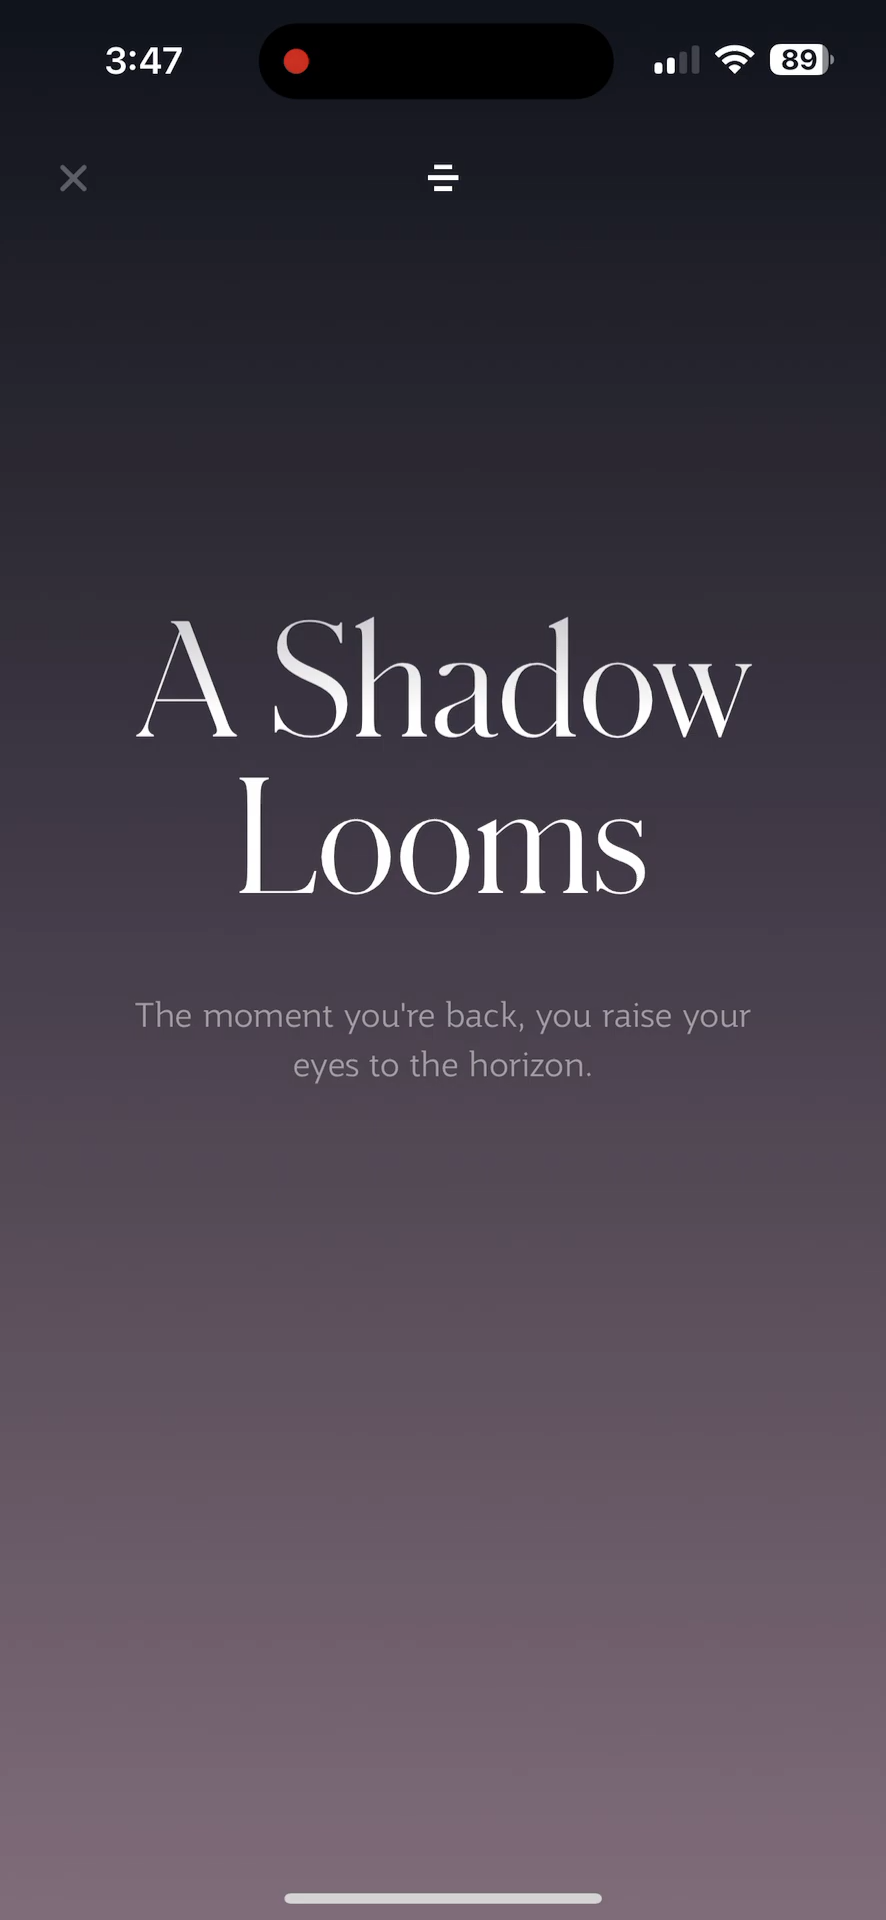 3:47
89
A Shadow
Looms
The moment you're back, you raise your
eyes to the horizon.